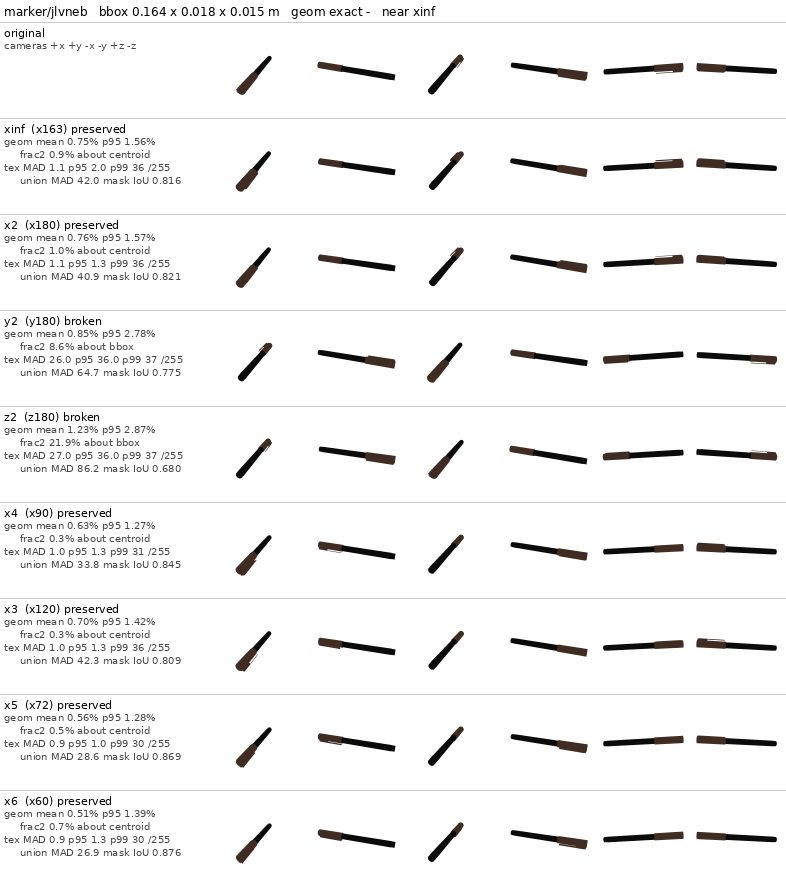 marker/jlvneb   bbox 0.164 x 0.018 x 0.015 m   geom exact -   near xinf
original
cameras +x +y -x -y +z -z
xinf  (x163) preserved
geom mean 0.75% p95 1.56%
frac2 0.9% about centroid
tex MAD 1.1 p95 2.0 p99 36 /255
union MAD 42.0 mask IoU 0.816
x2  (x180) preserved
geom mean 0.76% p95 1.57%
frac2 1.0% about centroid
tex MAD 1.1 p95 1.3 p99 36 /255
union MAD 40.9 mask IoU 0.821
y2  (y180) broken
geom mean 0.85% p95 2.78%
frac2 8.6% about bbox
tex MAD 26.0 p95 36.0 p99 37 /255
union MAD 64.7 mask IoU 0.775
z2  (z180) broken
geom mean 1.23% p95 2.87%
frac2 21.9% about bbox
tex MAD 27.0 p95 36.0 p99 37 /255
union MAD 86.2 mask IoU 0.680
x4  (x90) preserved
geom mean 0.63% p95 1.27%
frac2 0.3% about centroid
tex MAD 1.0 p95 1.3 p99 31 /255
union MAD 33.8 mask IoU 0.845
x3  (x120) preserved
geom mean 0.70% p95 1.42%
frac2 0.3% about centroid
tex MAD 1.0 p95 1.3 p99 36 /255
union MAD 42.3 mask IoU 0.809
x5  (x72) preserved
geom mean 0.56% p95 1.28%
frac2 0.5% about centroid
tex MAD 0.9 p95 1.0 p99 30 /255
union MAD 28.6 mask IoU 0.869
x6  (x60) preserved
geom mean 0.51% p95 1.39%
frac2 0.7% about centroid
tex MAD 0.9 p95 1.3 p99 30 /255
union MAD 26.9 mask IoU 0.876